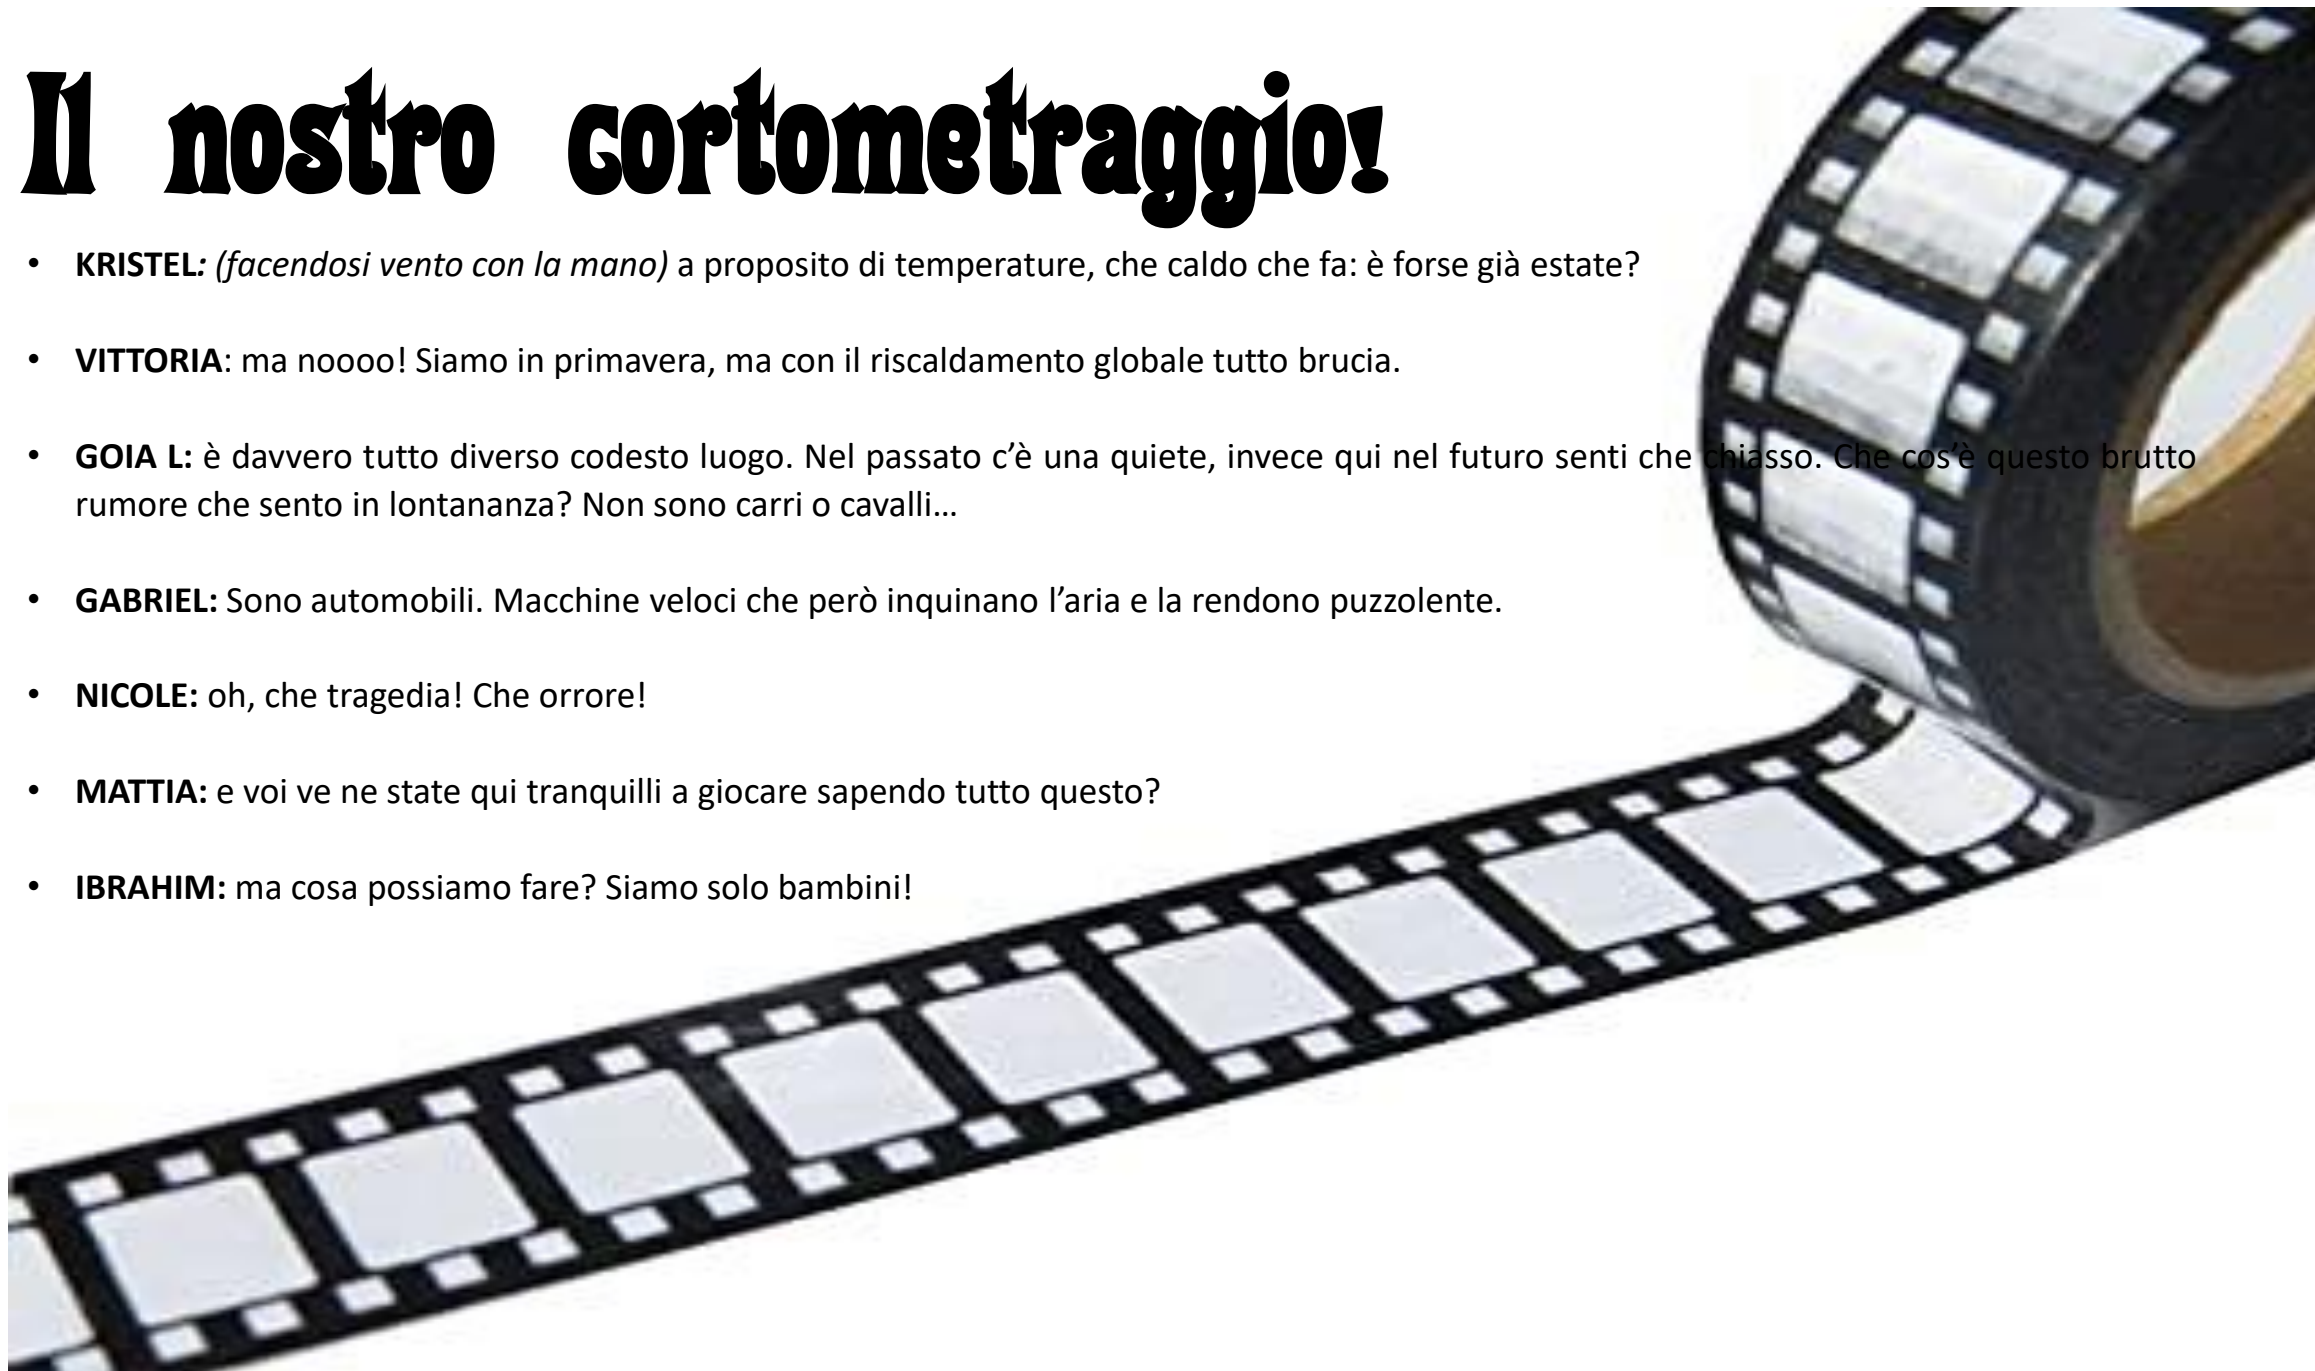 Il nostro cortometraggio!
• KRISTEL: (facendosi vento con la mano) a proposito di temperature, che caldo che fa: è forse già estate?
• VITTORIA: ma noooo! Siamo in primavera, ma con il riscaldamento globale tutto brucia.
• GOIA L: è davvero tutto diverso codesto luogo. Nel passato c’è una quiete, invece qui nel futuro senti che chiasso. Che cos’è questo brutto
rumore che sento in lontananza? Non sono carri o cavalli…
• GABRIEL: Sono automobili. Macchine veloci che però inquinano l’aria e la rendono puzzolente.
• NICOLE: oh, che tragedia! Che orrore!
• MATTIA: e voi ve ne state qui tranquilli a giocare sapendo tutto questo?
• IBRAHIM: ma cosa possiamo fare? Siamo solo bambini!